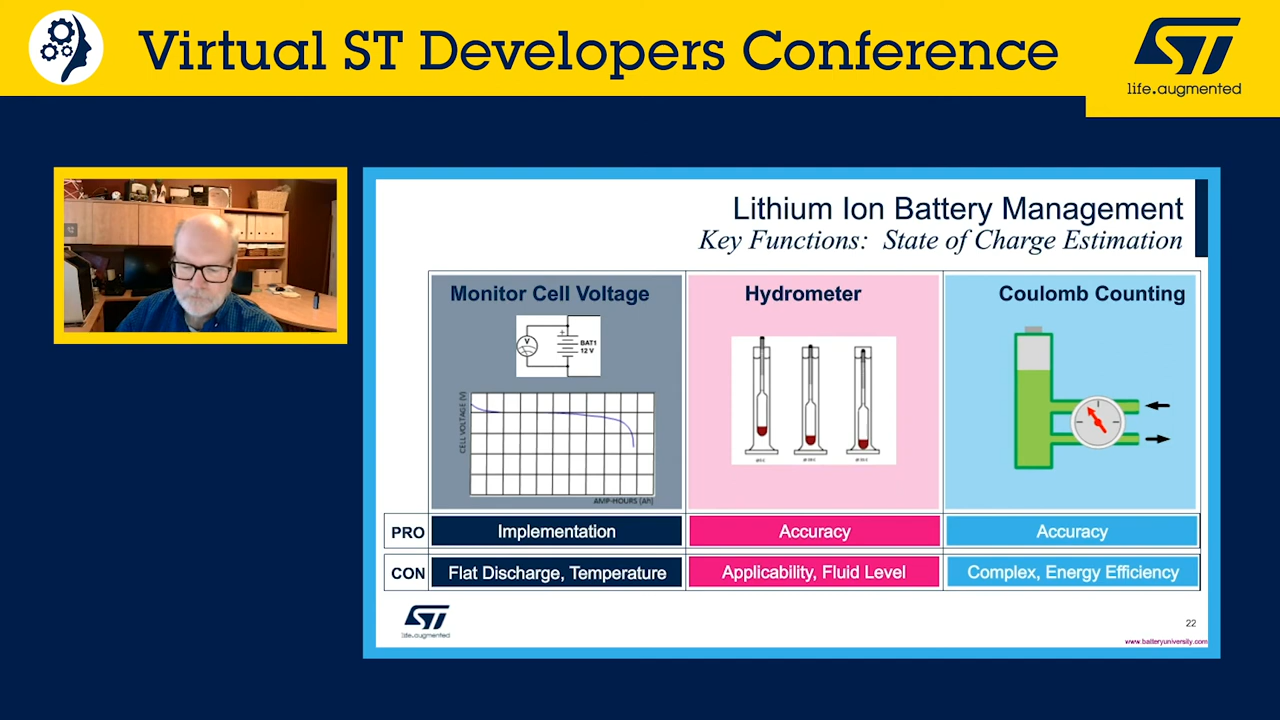 Virtual ST Developers Conference
ST
life.augmented
Lithium Ion Battery Management
Key Functions: State of Charge Estimation
Monitor Cell Voltage
Hydrometer
Coulomb Counting
V
+
BAT1
12 V
CELL VOLTAGE (V)
AMP-HOURS (Ah)
PRO
Implementation
Accuracy
Accuracy
CON
Flat Discharge, Temperature
Applicability, Fluid Level
Complex, Energy Efficiency
ST
life.augmented
22
www.batteryuniversity.com